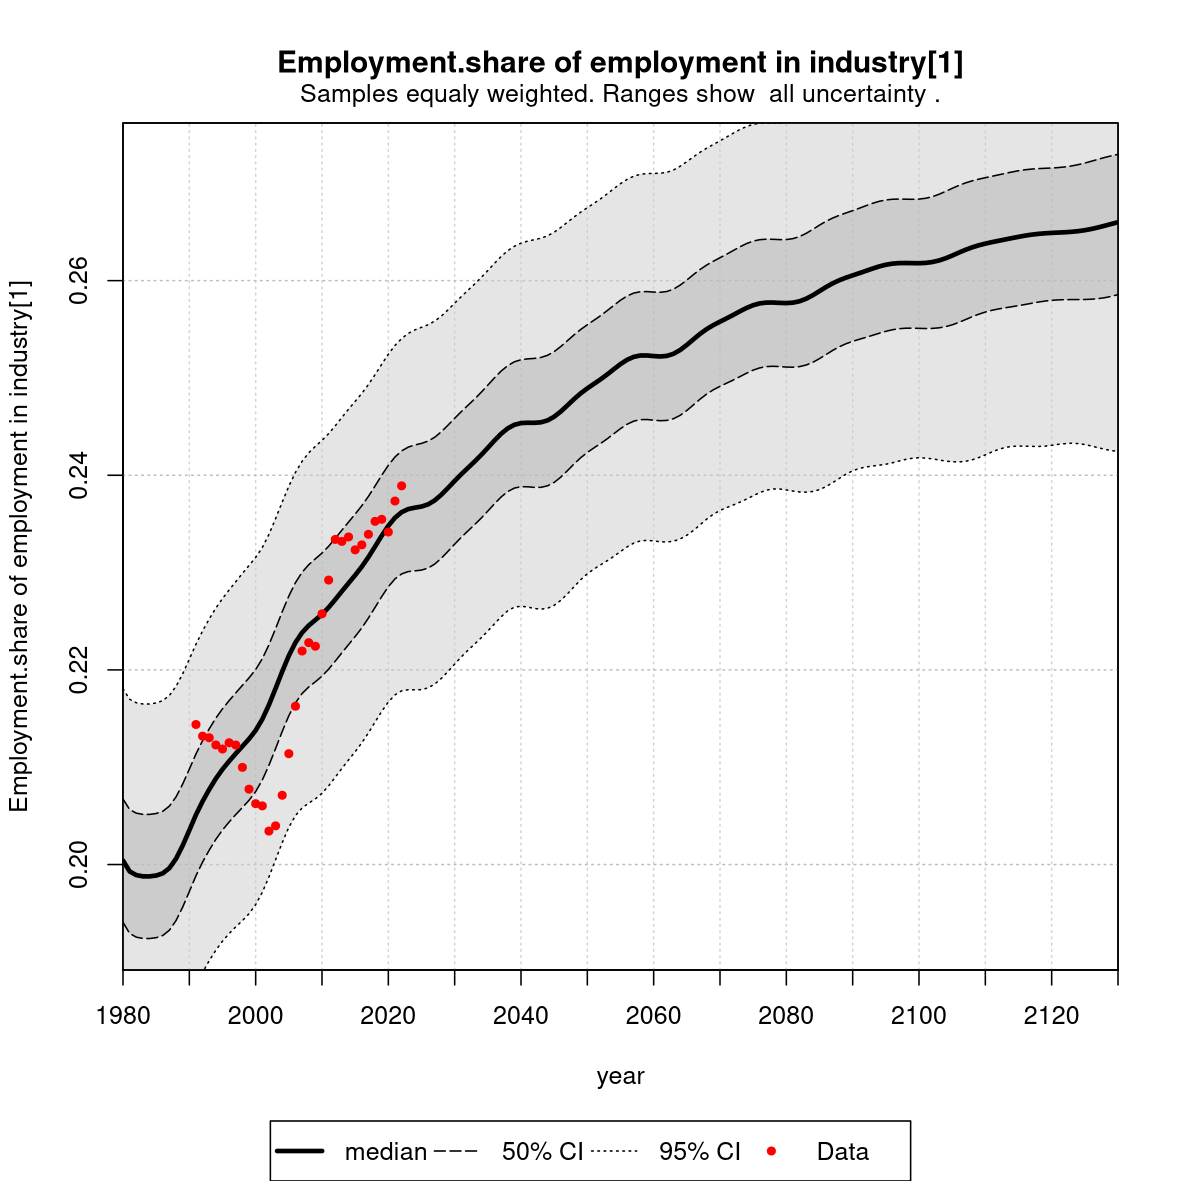 Employment.share of employment in industry[1]
Samples equaly weighted. Ranges show  all uncertainty .
Employment.share of employment in industry[1]
0.26
0.24
0.22
0.20
1980 2000 2020 2040 2060 2080 2100 2120
year
median 50% CI 95% CI Data